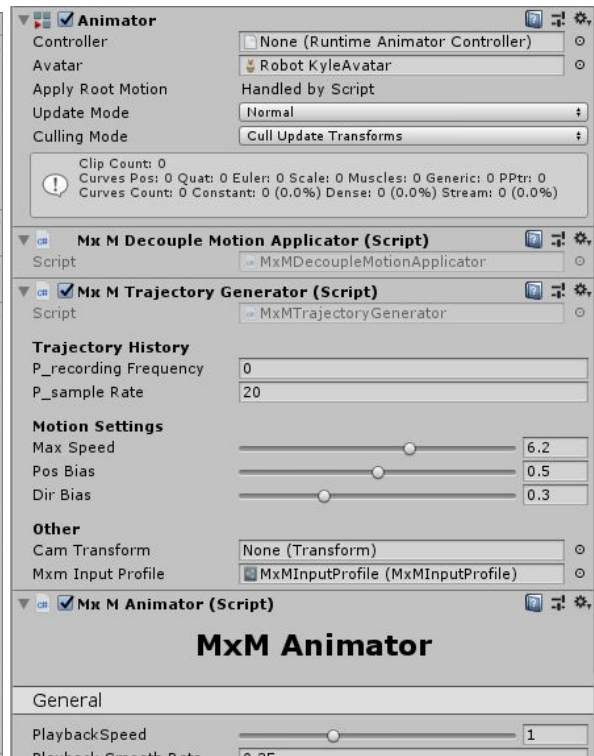 Animator
Controller None (Runtime Animator Controller)
Avatar Robot KyleAvatar
Apply Root Motion Handled by Script
Update Mode Normal
Culling Mode Cull Update Transforms
Clip Count: 0
Curves Pos: 0 Quat: 0 Euler: 0 Scale: 0 Muscles: 0 Generic: 0 PPtr: 0
Curves Count: 0 Constant: 0 (0.0%) Dense: 0 (0.0%) Stream: 0 (0.0%)
Mx M Decouple Motion Applicator (Script)
Script MxMDecoupleMotionApplicator
Mx M Trajectory Generator (Script)
Script MxMTrajectoryGenerator
Trajectory History
P_recording Frequency 0
P_sample Rate 20
Motion Settings
Max Speed 6.2
Pos Bias 0.5
Dir Bias 0.3
Other
Cam Transform None (Transform)
Mxm Input Profile MxMInputProfile (MxMInputProfile)
Mx M Animator (Script)
MxM Animator
General
PlaybackSpeed 1
Playback Smooth Rate 0.25